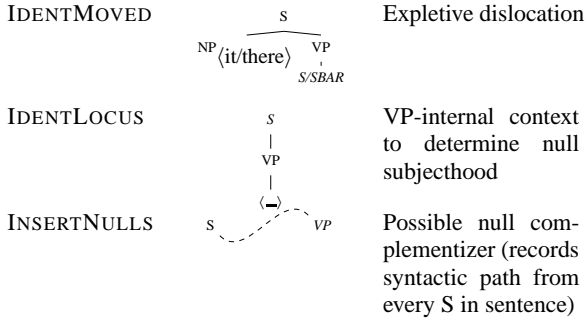 IDENTMOVED S Expletive dislocation
NP⟨it/there⟩ VP
S/SBAR
IDENTLOCUS S VP-internal context
VP to determine null
⟨–⟩ subjecthood
INSERTNULLS S VP Possible null com-
plementizer (records
syntactic path from
every S in sentence)